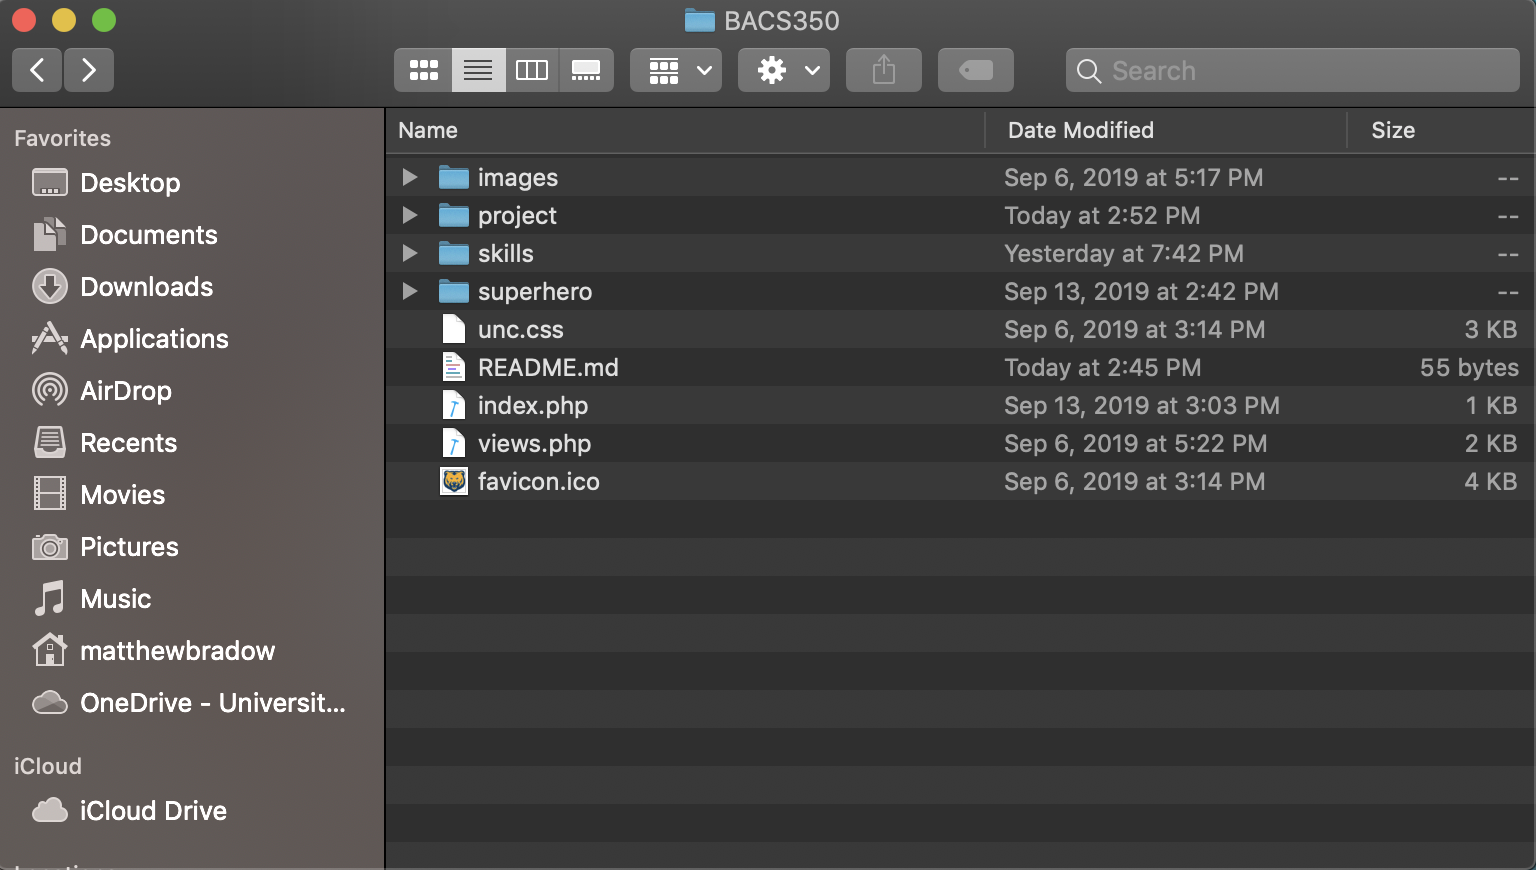 BACS350
Search
Favorites
Desktop
Documents
Downloads
Applications
AirDrop
Recents
Movies
Pictures
Music
matthewbradow
OneDrive - Universit...
iCloud
iCloud Drive
Name Date Modified Size
images Sep 6, 2019 at 5:17 PM --
project Today at 2:52 PM --
skills Yesterday at 7:42 PM --
superhero Sep 13, 2019 at 2:42 PM --
unc.css Sep 6, 2019 at 3:14 PM 3 KB
README.md Today at 2:45 PM 55 bytes
index.php Sep 13, 2019 at 3:03 PM 1 KB
views.php Sep 6, 2019 at 5:22 PM 2 KB
favicon.ico Sep 6, 2019 at 3:14 PM 4 KB